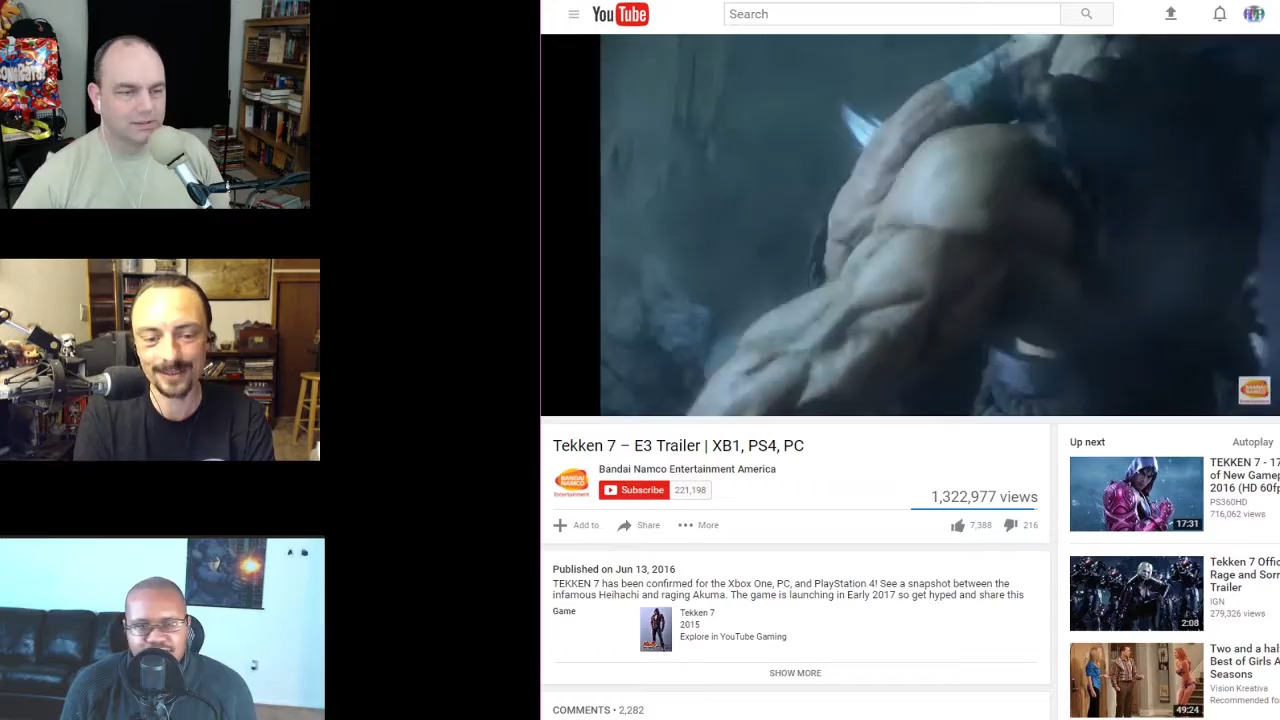 YouTube
Search
Tekken 7 – E3 Trailer | XB1, PS4, PC
Bandai Namco Entertainment America
Subscribe 221,198
1,322,977 views
Add to Share More
7,388 216
Published on Jun 13, 2016
TEKKEN 7 has been confirmed for the Xbox One, PC, and PlayStation 4! See a snapshot between the
infamous Heihachi and raging Akuma. The game is launching in Early 2017 so get hyped and share this
Game
Tekken 7
2015
Explore in YouTube Gaming
SHOW MORE
COMMENTS • 2,282
Up next Autoplay
TEKKEN 7 - 17
of New Gamep
2016 (HD 60fp
PS360HD
716,062 views
17:31
Tekken 7 Offic
Rage and Sorr
Trailer
IGN
279,326 views
2:08
Two and a hal
Best of Girls A
Seasons
Vision Kreativa
Recommended fo
49:24
BANDAI
NAMCO
Entertainment